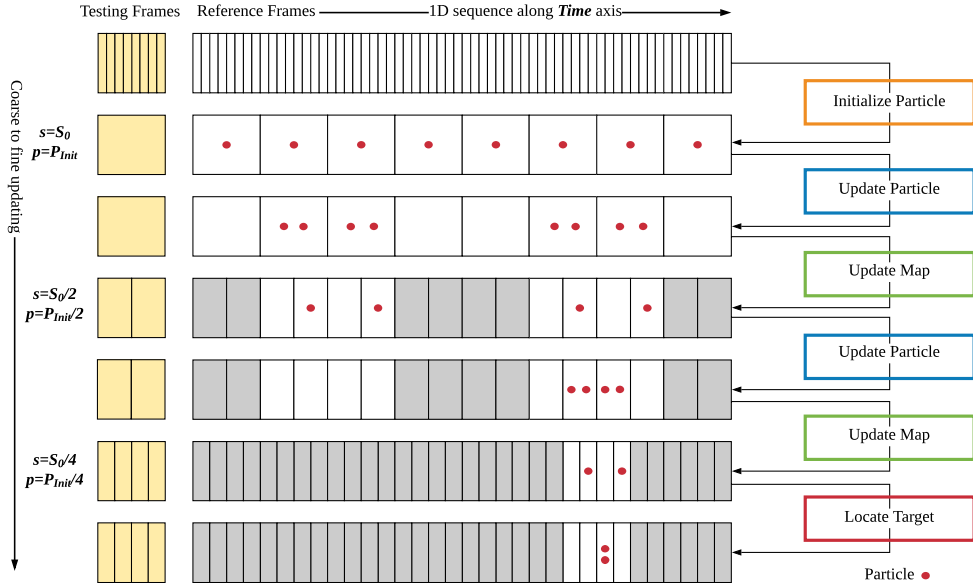 Testing Frames
Reference Frames
1D sequence along Time axis
Initialize Particle
Coarse to fine updating
s=S0
p=PInit
Update Particle
Update Map
s=S0/2
p=PInit/2
Update Particle
Update Map
s=S0/4
p=PInit/4
Locate Target
Particle